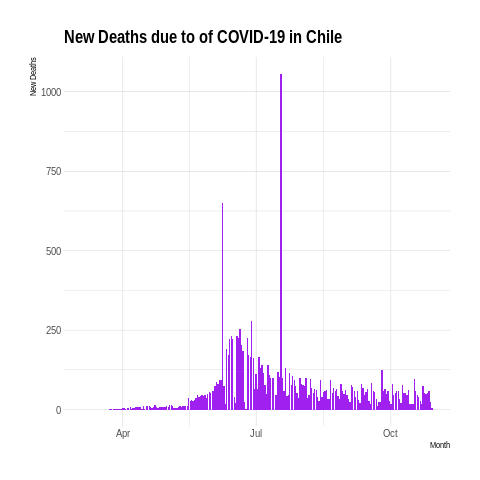 New Deaths due to of COVID-19 in Chile
New Deaths
1000
750
500
250
0
Apr
Jul
Oct
Month